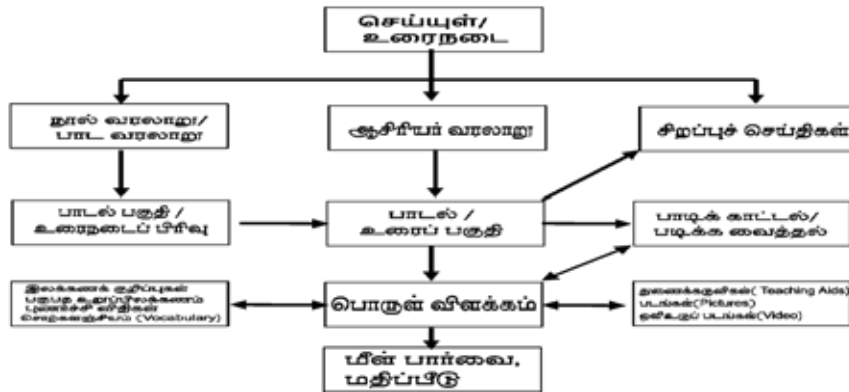 செய்யுள்/
உரைநடை
நூல் வரலாறு/
பாட வரலாறு
ஆசிரியர் வரலாறு
சிறப்புச் செய்திகள்
பாடல் பகுதி /
உரைநடைப் பிரிவு
பாடல் /
உரைப் பகுதி
பாடிக் காட்டல்/
படிக்க வைத்தல்
இலக்கணக் குறிப்புகள்
பகுபத உறுப்பிலக்கணம்
புணர்ச்சி விதிகள்
சொற்களஞ்சியம் (Vocabulary)
பொருள் விளக்கம்
துணைக்கருவிகள்( Teaching Aids)
படங்கள்(Pictures)
ஒளிஉருப் படங்கள்(Video)
மீள் பார்வை,
மதிப்பீடு